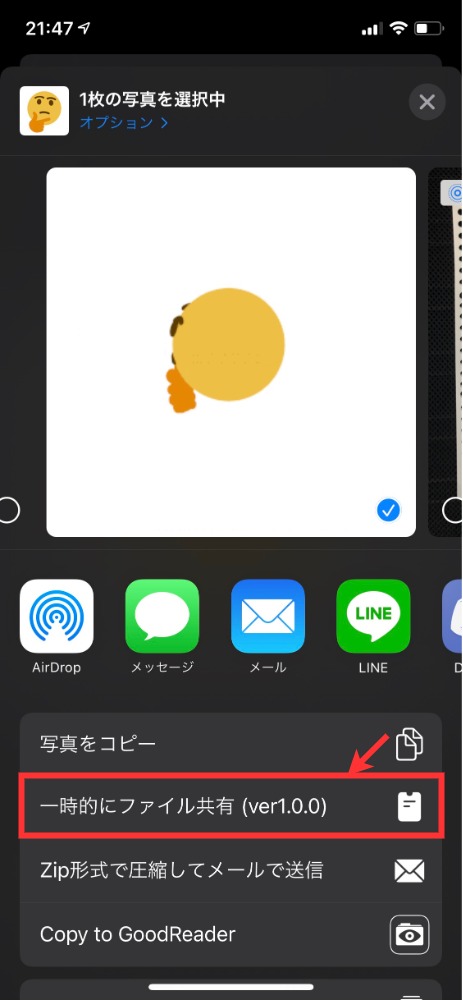 21:47
1枚の写真を選択中
オプション >
AirDrop
メッセージ
メール
LINE
LINE
D
写真をコピー
一時的にファイル共有 (ver1.0.0)
Zip形式で圧縮してメールで送信
Copy to GoodReader